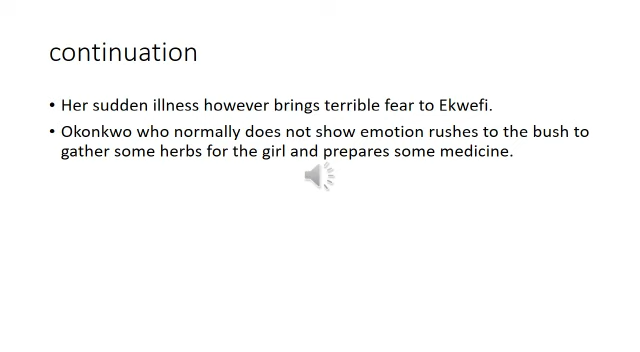 continuation
• Her sudden illness however brings terrible fear to Ekwefi.
• Okonkwo who normally does not show emotion rushes to the bush to
gather some herbs for the girl and prepares some medicine.